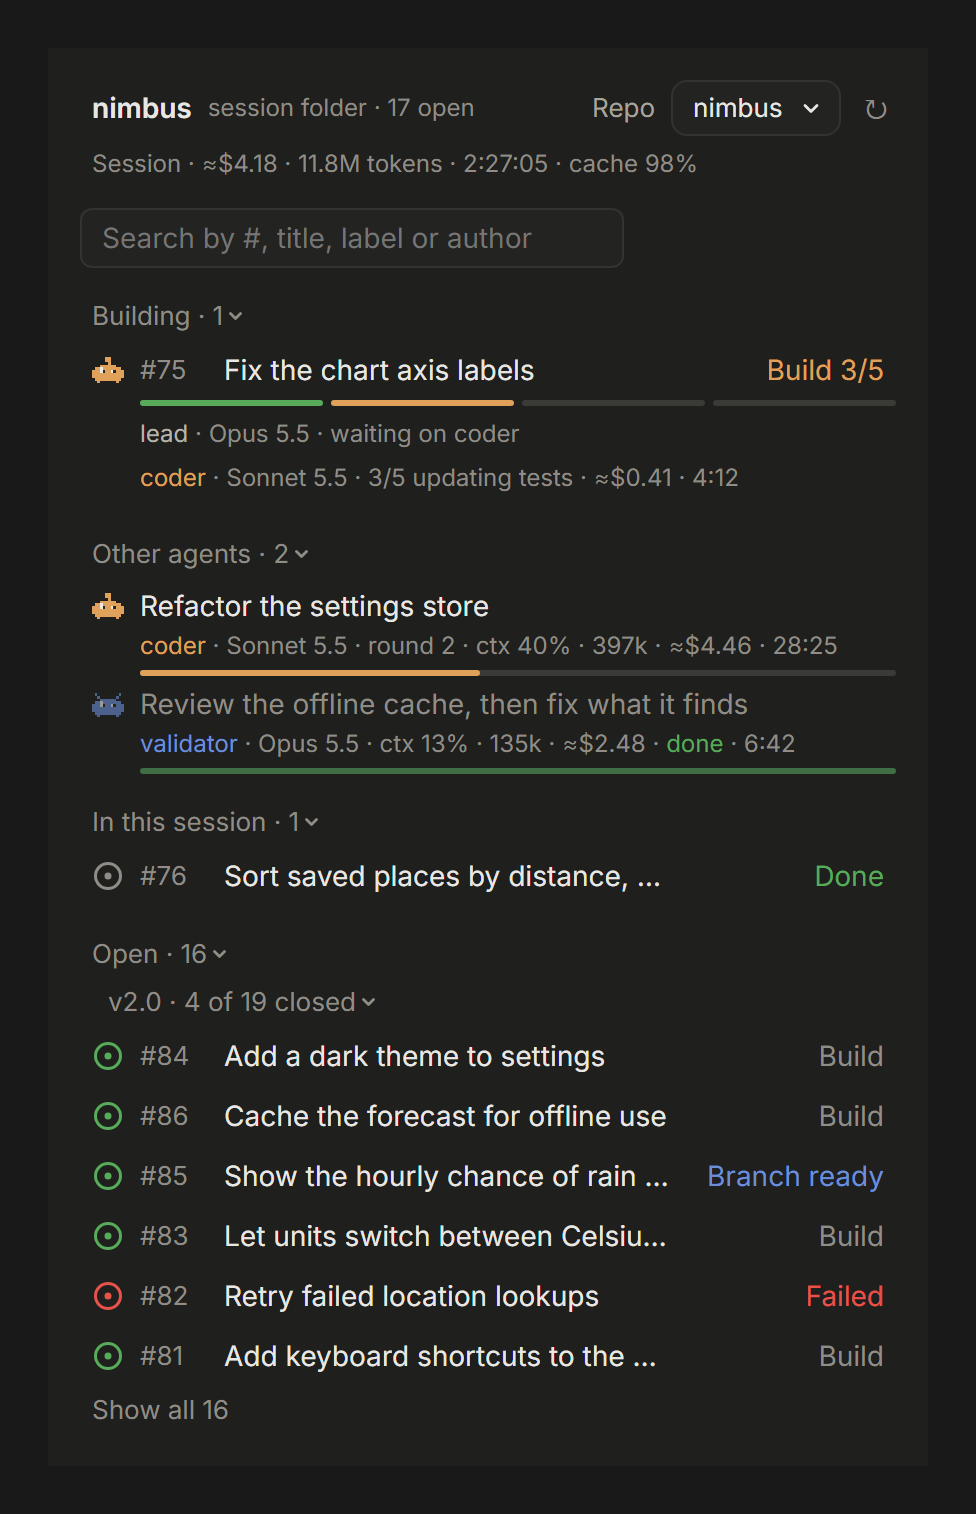 nimbus session folder · 17 open Repo nimbus
Session · ≈$4.18 · 11.8M tokens · 2:27:05 · cache 98%
Search by #, title, label or author
Building · 1
#75 Fix the chart axis labels Build 3/5
lead · Opus 5.5 · waiting on coder
coder · Sonnet 5.5 · 3/5 updating tests · ≈$0.41 · 4:12
Other agents · 2
Refactor the settings store
coder · Sonnet 5.5 · round 2 · ctx 40% · 397k · ≈$4.46 · 28:25
Review the offline cache, then fix what it finds
validator · Opus 5.5 · ctx 13% · 135k · ≈$2.48 · done · 6:42
In this session · 1
#76 Sort saved places by distance, ... Done
Open · 16
v2.0 · 4 of 19 closed
#84 Add a dark theme to settings Build
#86 Cache the forecast for offline use Build
#85 Show the hourly chance of rain ... Branch ready
#83 Let units switch between Celsiu... Build
#82 Retry failed location lookups Failed
#81 Add keyboard shortcuts to the ... Build
Show all 16